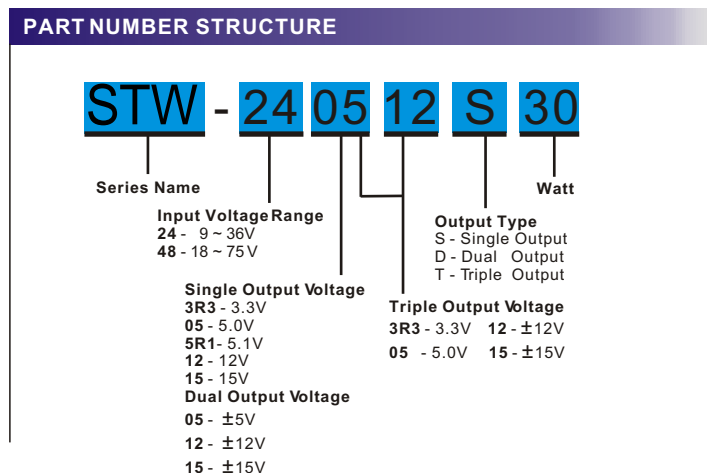 PART NUMBER STRUCTURE
STW - 24 05 12 S 30
Series Name
Watt
Input Voltage Range
24 - 9 ~ 36V
48 - 18 ~ 75V
Output Type
S - Single Output
D - Dual Output
T - Triple Output
Single Output Voltage
3R3 - 3.3V
05 - 5.0V
5R1 - 5.1V
12 - 12V
15 - 15V
Triple Output Voltage
3R3 - 3.3V 12 - ±12V
05 - 5.0V 15 - ±15V
Dual Output Voltage
05 - ±5V
12 - ±12V
15 - ±15V